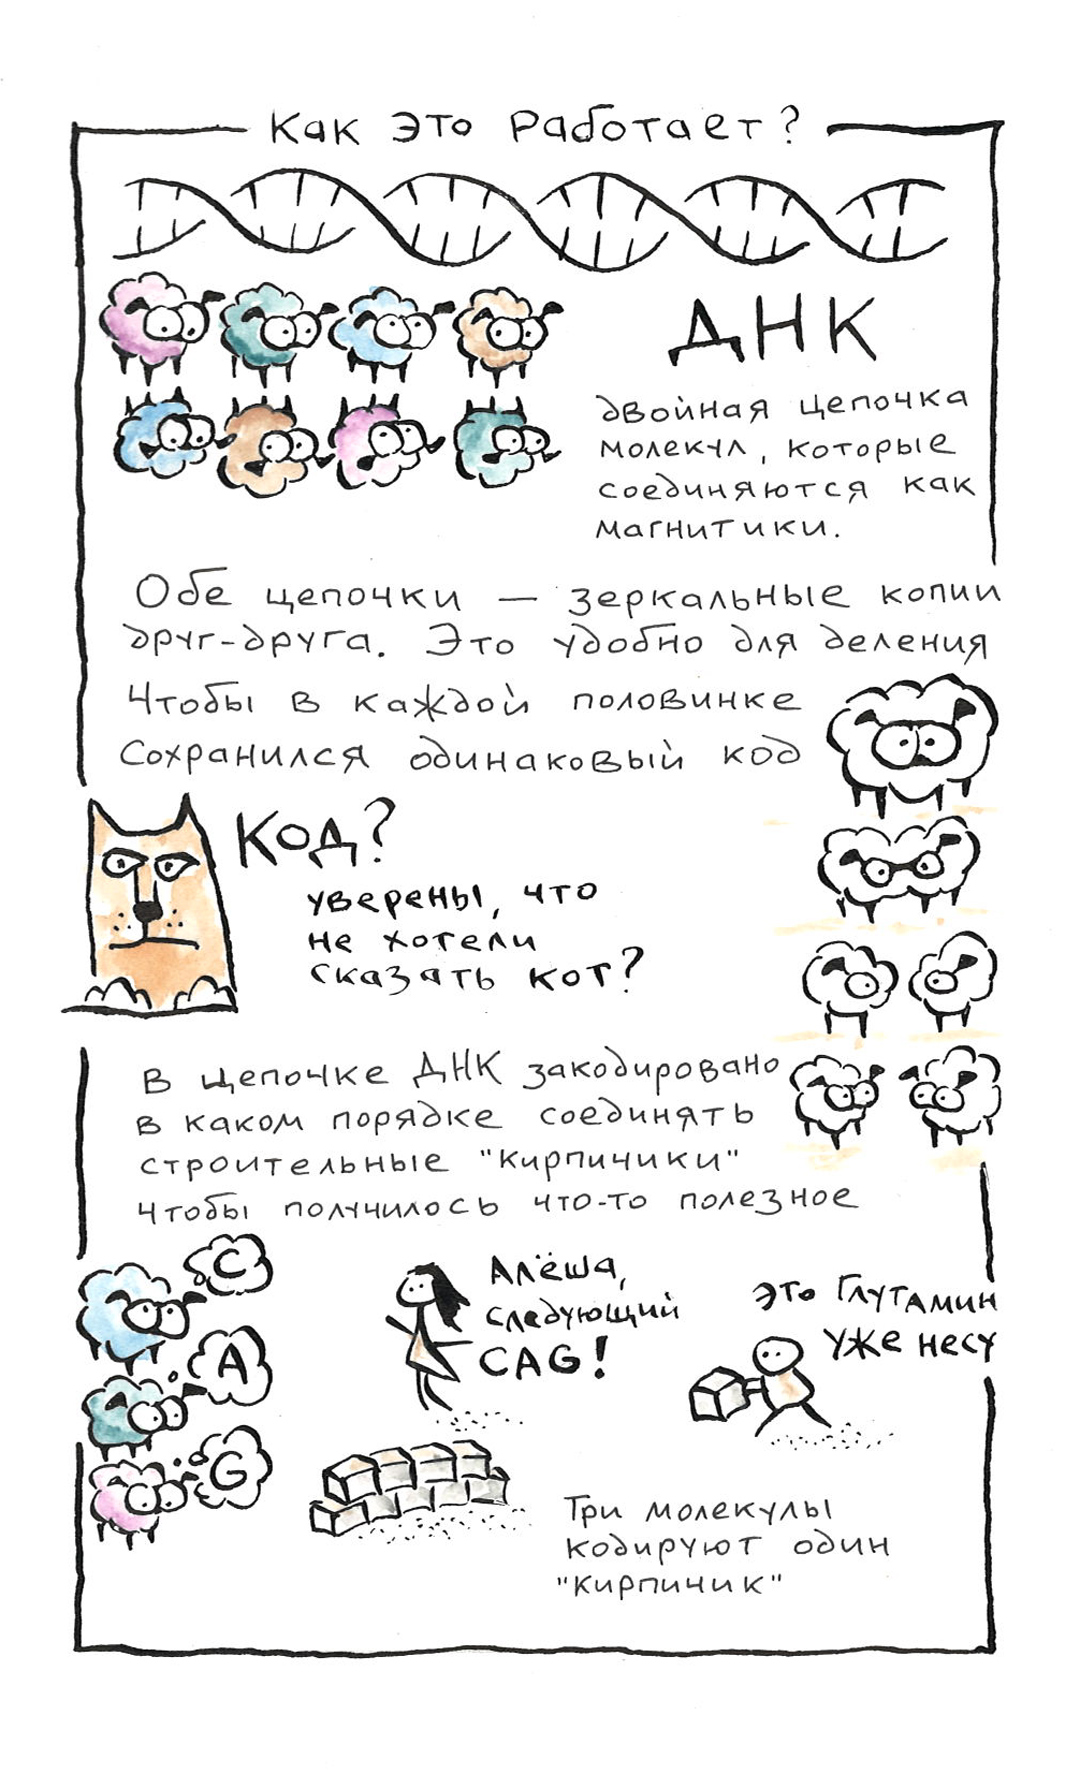 Как это работает?
ДНК
двойная цепочка
молекул, которые
соединяются как
магнитики.
Обе цепочки — зеркальные копии
друг-друга. Это удобно для деления
Чтобы в каждой половинке
сохранился одинаковый код
Код?
уверены, что
не хотели
сказать кот?
В цепочке ДНК закодировано
в каком порядке соединять
строительные "кирпичики"
чтобы получилось что-то полезное
C
A
G
Алёша,
следующий
CAG!
Это Глутамин
уже несу
Три молекулы
кодируют один
"кирпичик"